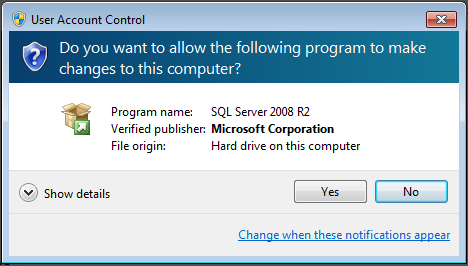 User Account Control
Do you want to allow the following program to make
changes to this computer?
Program name: SQL Server 2008 R2
Verified publisher: Microsoft Corporation
File origin: Hard drive on this computer
Show details
Yes
No
Change when these notifications appear